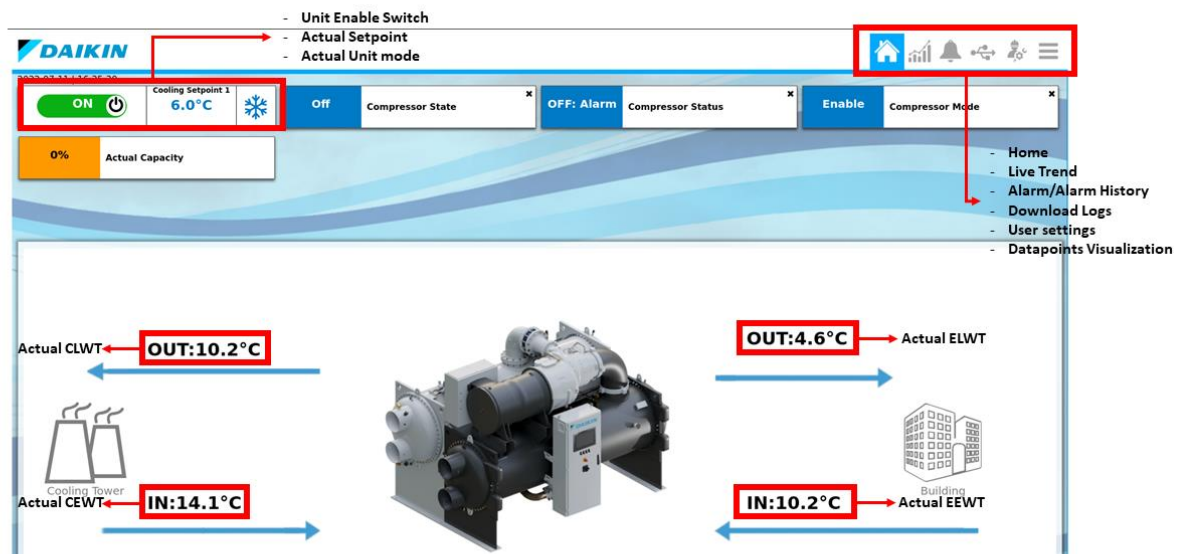 - Unit Enable Switch
- Actual Setpoint
- Actual Unit mode
DAIKIN
ON
Cooling Setpoint 1
6.0°C
Off
Compressor State
OFF: Alarm
Compressor Status
Enable
Compressor Mode
0%
Actual Capacity
- Home
- Live Trend
- Alarm/Alarm History
- Download Logs
- User settings
- Datapoints Visualization
Actual CLWT
OUT:10.2°C
OUT:4.6°C
Actual ELWT
DAIKIN
Cooling Tower
Building
Actual CEWT
IN:14.1°C
IN:10.2°C
Actual EEWT